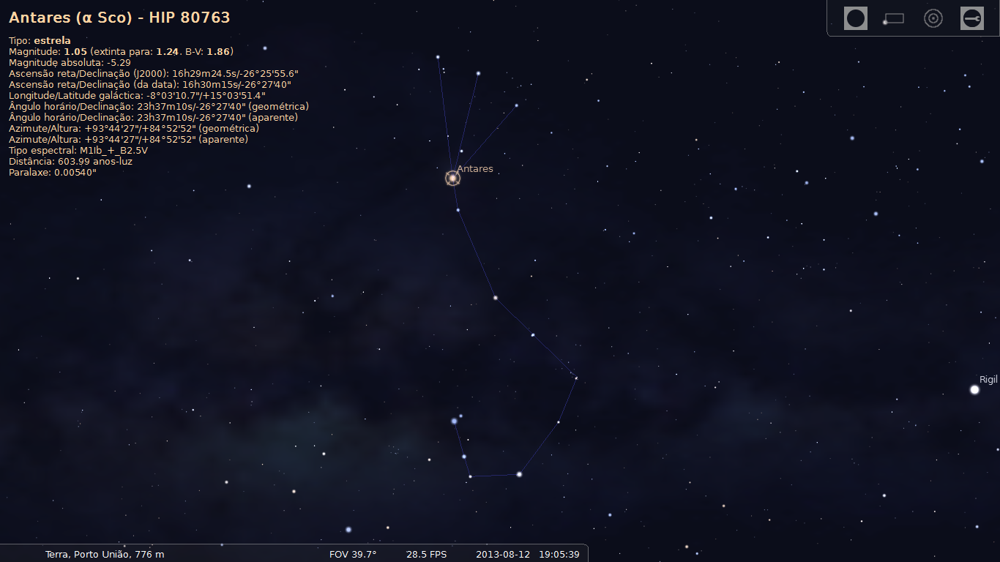 Antares (α Sco) - HIP 80763
Tipo: estrela
Magnitude: 1.05 (extinta para: 1.24. B-V: 1.86)
Magnitude absoluta: -5.29
Ascensão reta/Declinação (J2000): 16h29m24.5s/-26°25'55.6"
Ascensão reta/Declinação (da data): 16h30m15s/-26°27'40"
Longitude/Latitude galáctica: -8°03'10.7"/+15°03'51.4"
Ângulo horário/Declinação: 23h37m10s/-26°27'40" (geométrica)
Ângulo horário/Declinação: 23h37m10s/-26°27'40" (aparente)
Azimute/Altura: +93°44'27"/+84°52'52" (geométrica)
Azimute/Altura: +93°44'27"/+84°52'52" (aparente)
Tipo espectral: M1Ib_+_B2.5V
Distância: 603.99 anos-luz
Paralaxe: 0.00540"
Antares
Rigil
Terra, Porto União, 776 m FOV 39.7° 28.5 FPS 2013-08-12 19:05:39